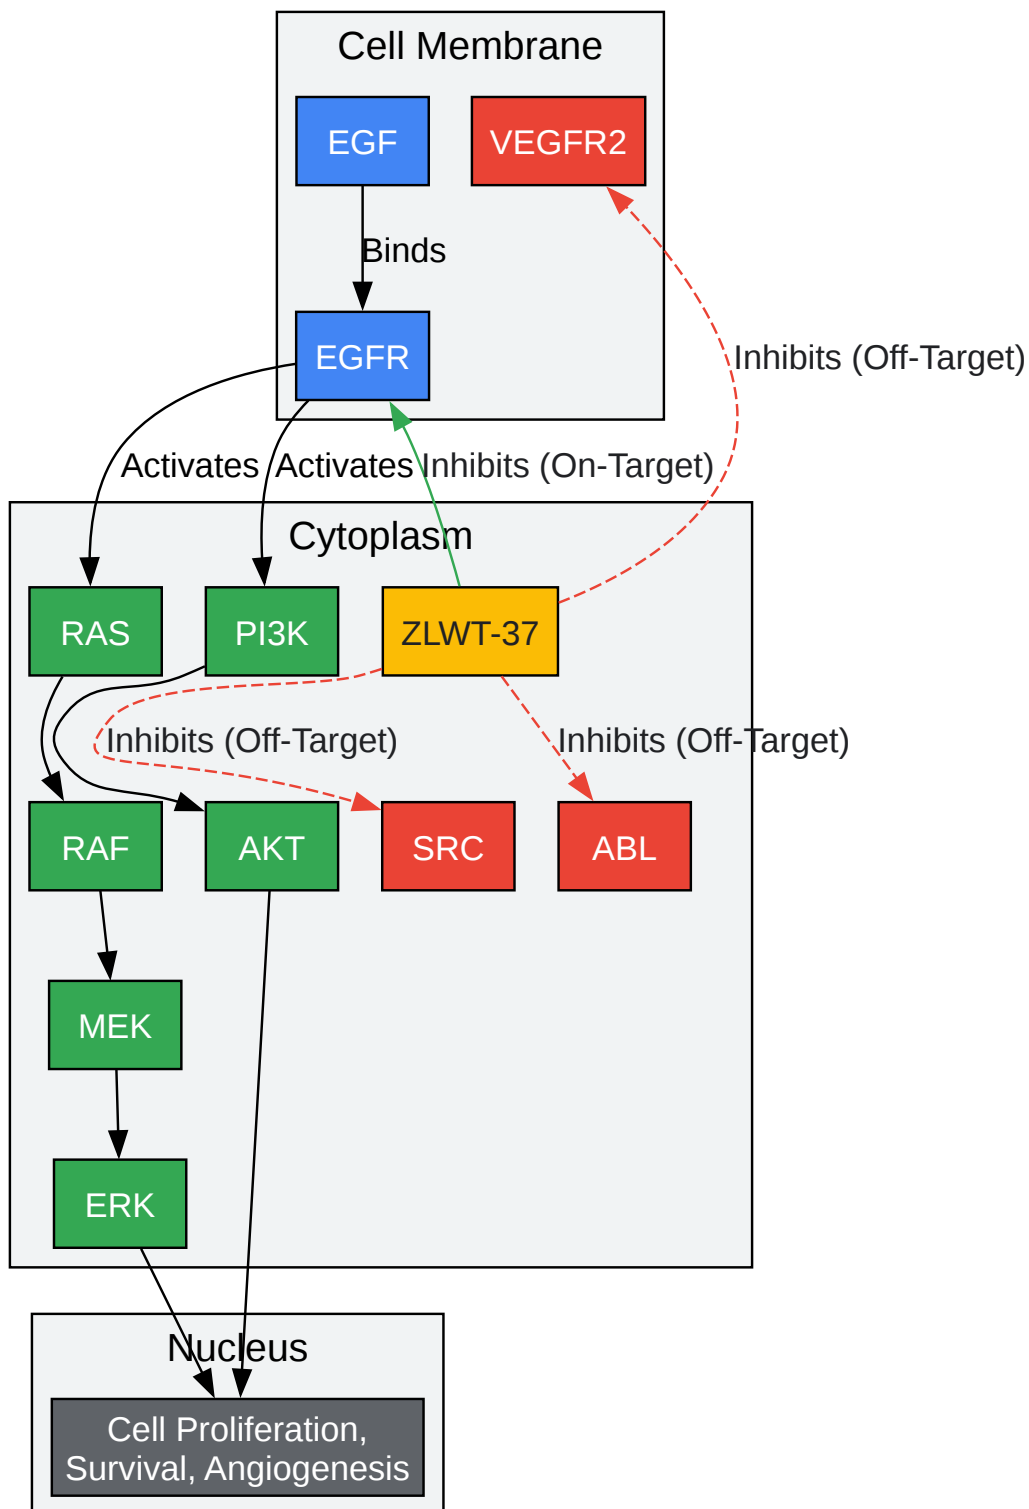 Cell Membrane
EGF
VEGFR2
Binds
EGFR
Inhibits (Off-Target)
Activates
Activates
Inhibits (On-Target)
Cytoplasm
RAS
PI3K
ZLWT-37
Inhibits (Off-Target)
Inhibits (Off-Target)
RAF
AKT
SRC
ABL
MEK
ERK
Nucleus
Cell Proliferation,
Survival, Angiogenesis